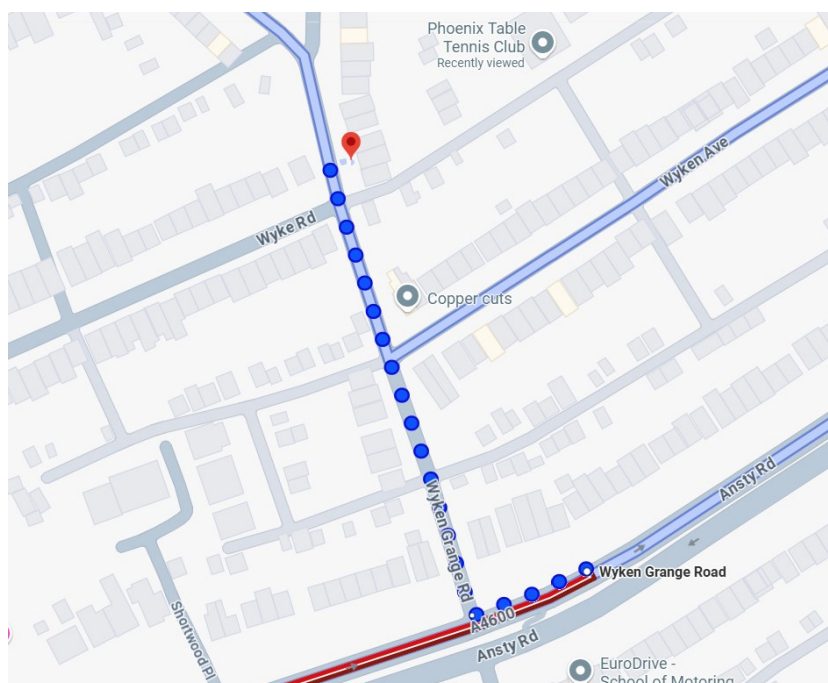 Phoenix Table
Tennis Club
Recently viewed
Wyken Ave
Wyke Rd
Copper cuts
Ansty Rd
Wyken Grange Rd
Wyken Grange Road
A4600
Shortwood Pl
Ansty Rd
EuroDrive -
School of Motoring